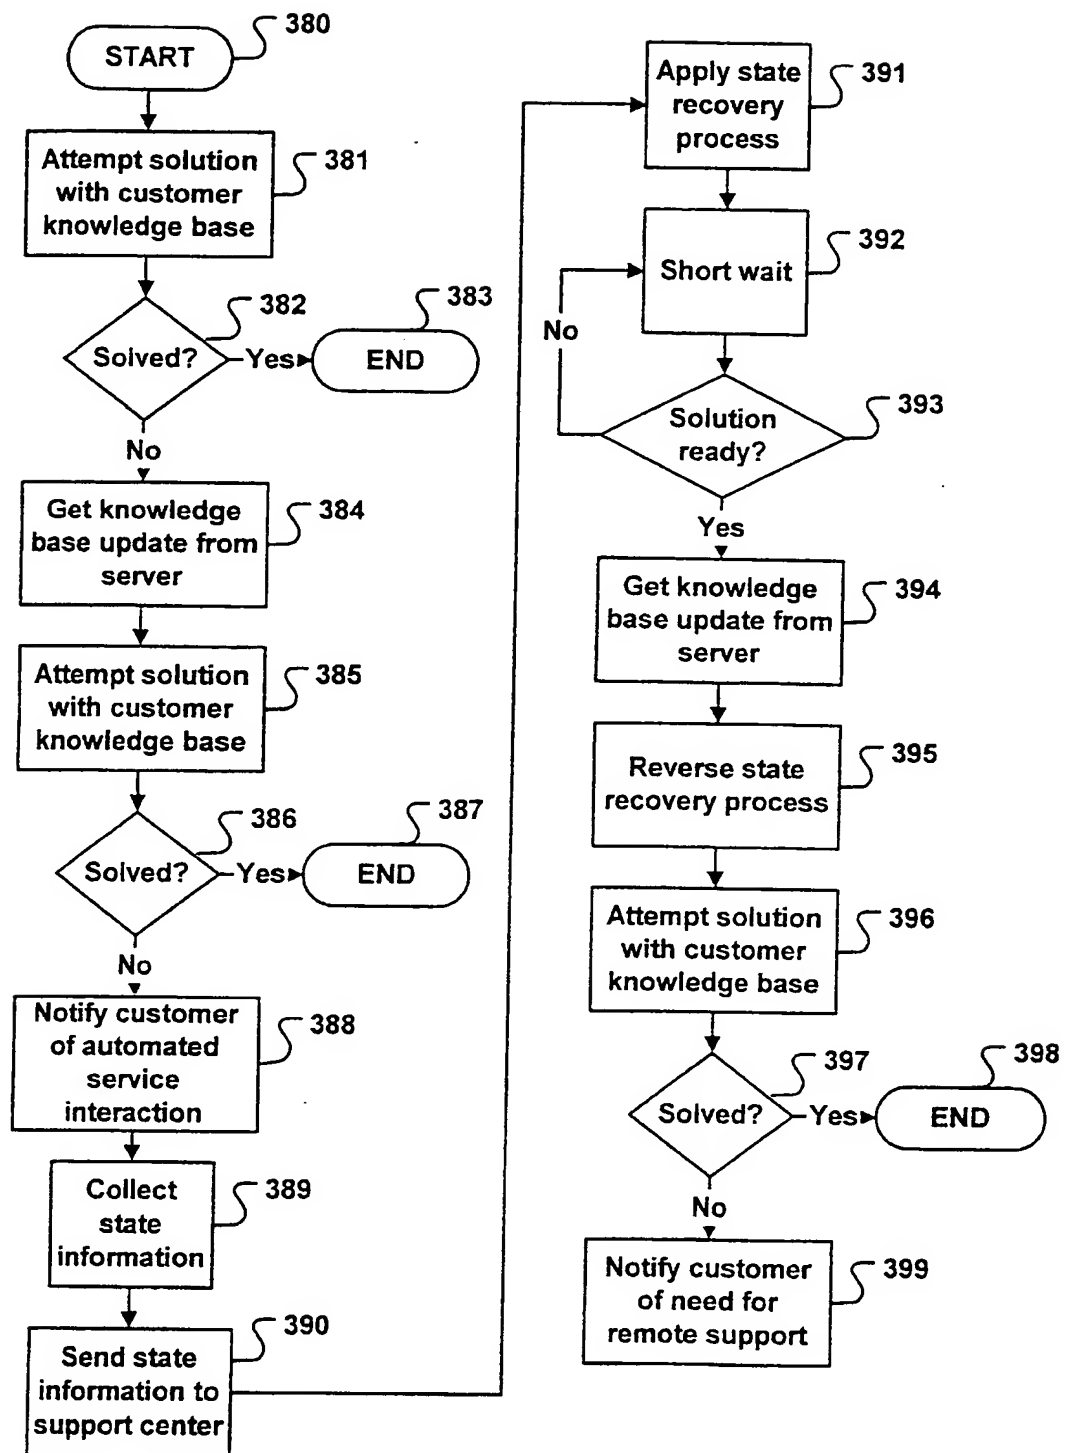 START
380
Attempt solution
with customer
knowledge base
381
Solved?
382
Yes
END
383
No
Get knowledge
base update from
server
384
Attempt solution
with customer
knowledge base
385
Solved?
386
Yes
END
387
No
Notify customer
of automated
service
interaction
388
Collect
state
information
389
Send state
information to
support center
390
Apply state
recovery
process
391
Short wait
392
No
Solution
ready?
393
Yes
Get knowledge
base update from
server
394
Reverse state
recovery process
395
Attempt solution
with customer
knowledge base
396
Solved?
397
Yes
END
398
No
Notify customer
of need for
remote support
399